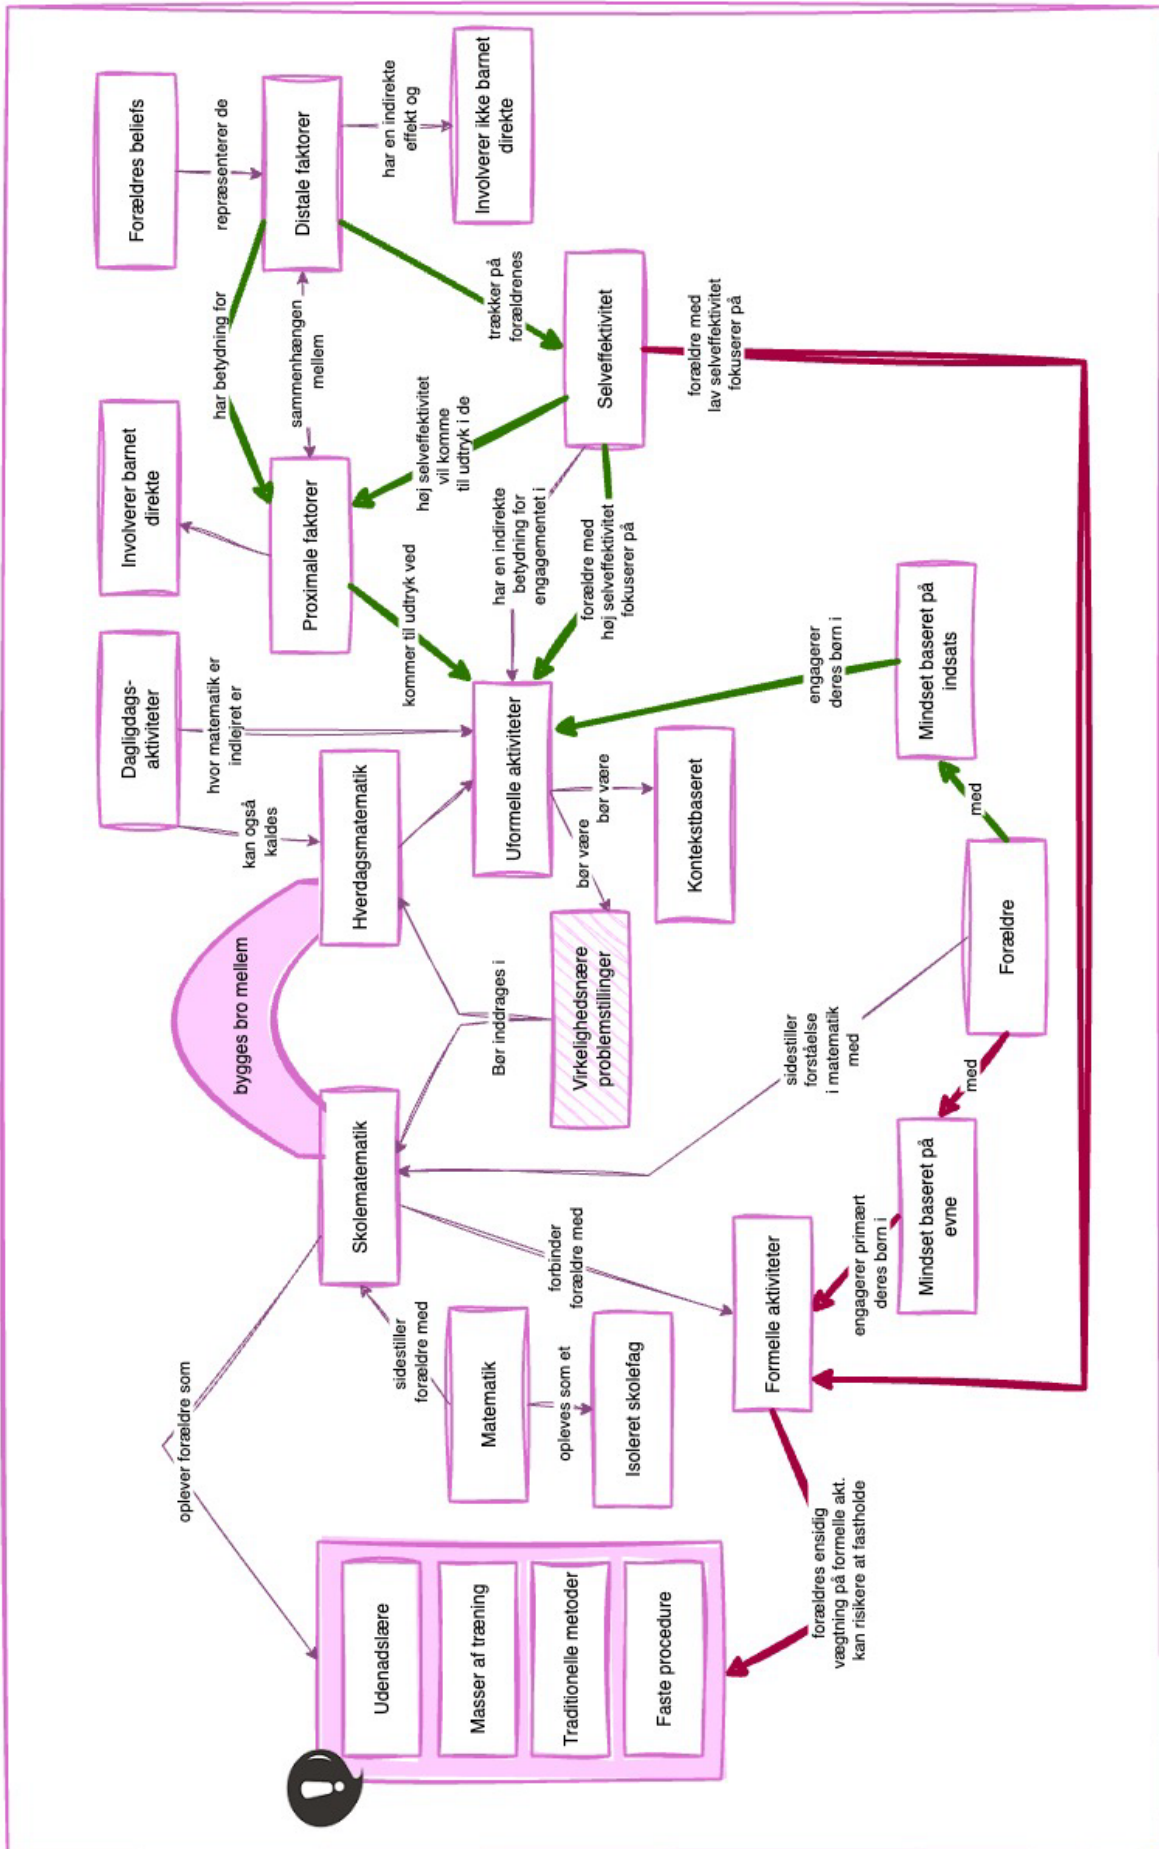 oplever forældre som
Udenadslære
Masser af træning
Traditionelle metoder
Faste procedure
forældres ensidig
vægtning på formelle akt.
kan risikere at fastholde
bygges bro mellem
Skolematematik
Hverdagsmatematik
sidestiller
forældre med
Matematik
opleves som et
Isoleret skolefag
forbinder
forældre med
Formelle aktiviteter
Bør inddrages i
Virkelighedsnære
problemstillinger
bør være
bør være
Kontekstbaseret
Dagligdags-
aktiviteter
kan også
kaldes
hvor matematik er
indlejret er
Uformelle aktiviteter
Involverer barnet
direkte
Proximale faktorer
kommer til udtryk ved
har betydning for
sammenhængen
mellem
Forældres beliefs
repræsenterer de
Distale faktorer
har en indirekte
effekt og
Involverer ikke barnet
direkte
trækker på
forældrenes
Selveffektivitet
høj selveffektivitet
vil komme
til udtryk i de
har en indirekte
betydning for
engagementet i
forældre med
høj selveffektivitet
fokuserer på
forældre med
lav selveffektivitet
fokuserer på
sidestiller
forståelse
i matematik
med
engagerer primært
deres børn i
Mindset baseret på
evne
med
Forældre
med
Mindset baseret på
indsats
engagerer
deres børn i